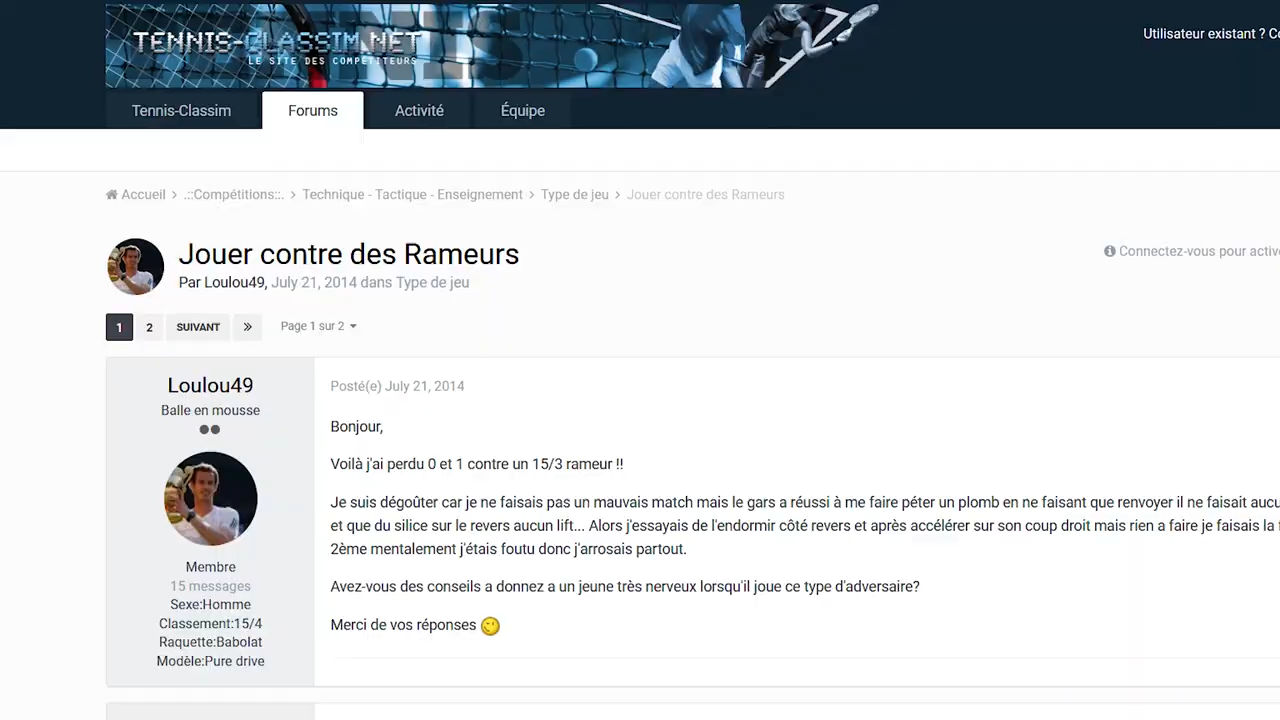 TENNIS-CLASSIM.NET
LE SITE DES COMPÉTITEURS
Utilisateur existant ?
Tennis-Classim
Forums
Activité
Équipe
Accueil > .::Compétitions::. > Technique - Tactique - Enseignement > Type de jeu > Jouer contre des Rameurs
Jouer contre des Rameurs
Connectez-vous pour
Par Loulou49, July 21, 2014 dans Type de jeu
1 2 SUIVANT » Page 1 sur 2
Loulou49
Balle en mousse
Membre
15 messages
Sexe:Homme
Classement:15/4
Raquette:Babolat
Modèle:Pure drive
Posté(e) July 21, 2014
Bonjour,
Voilà j'ai perdu 0 et 1 contre un 15/3 rameur !!
Je suis dégoûter car je ne faisais pas un mauvais match mais le gars a réussi à me faire péter un plomb en ne faisant que renvoyer il ne faisait
et que du silice sur le revers aucun lift... Alors j'essayais de l'endormir côté revers et après accélérer sur son coup droit mais rien a faire je faisais la
2ème mentalement j'étais foutu donc j'arrosais partout.
Avez-vous des conseils a donnez a un jeune très nerveux lorsqu'il joue ce type d'adversaire?
Merci de vos réponses